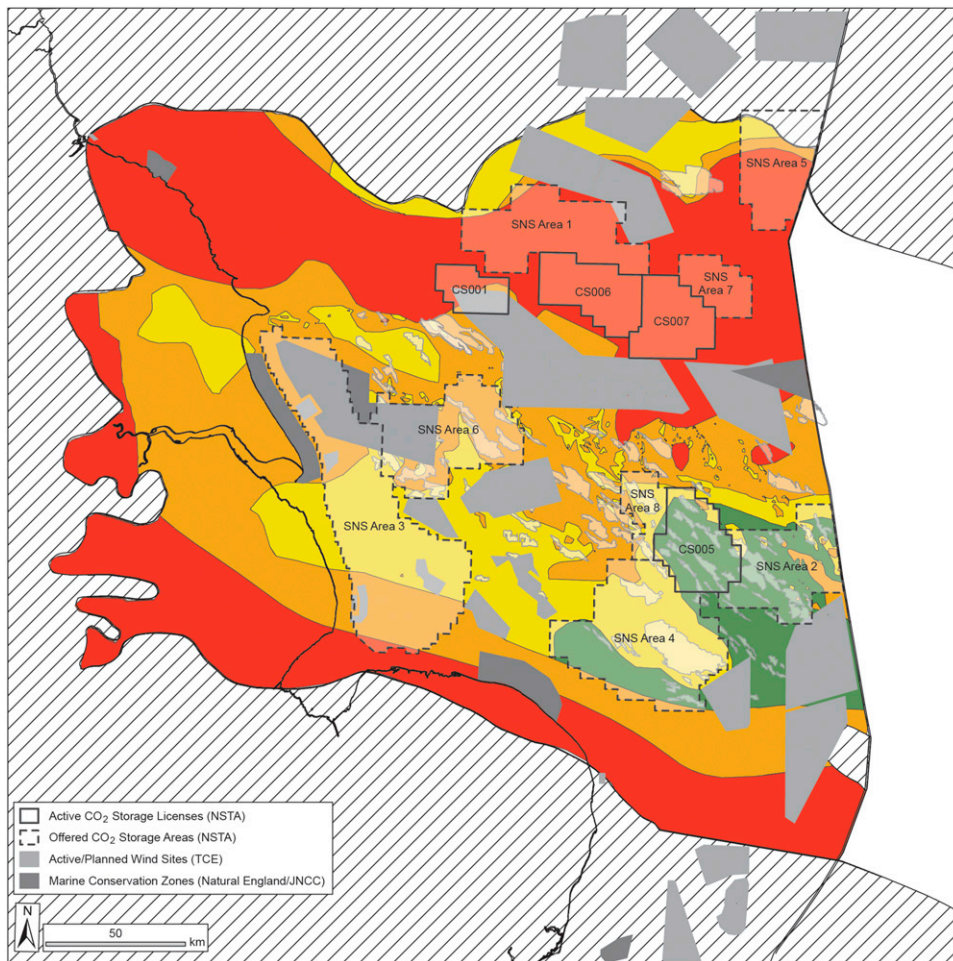 SNS Area 5
SNS Area 1
SNS
Area 7
CS001
CS006
CS007
SNS Area 6
SNS
Area 8
SNS Area 3
CS005
SNS Area 2
SNS Area 4
Active CO₂ Storage Licenses (NSTA)
Offered CO₂ Storage Areas (NSTA)
Active/Planned Wind Sites (TCE)
Marine Conservation Zones (Natural England/JNCC)
N
50
km